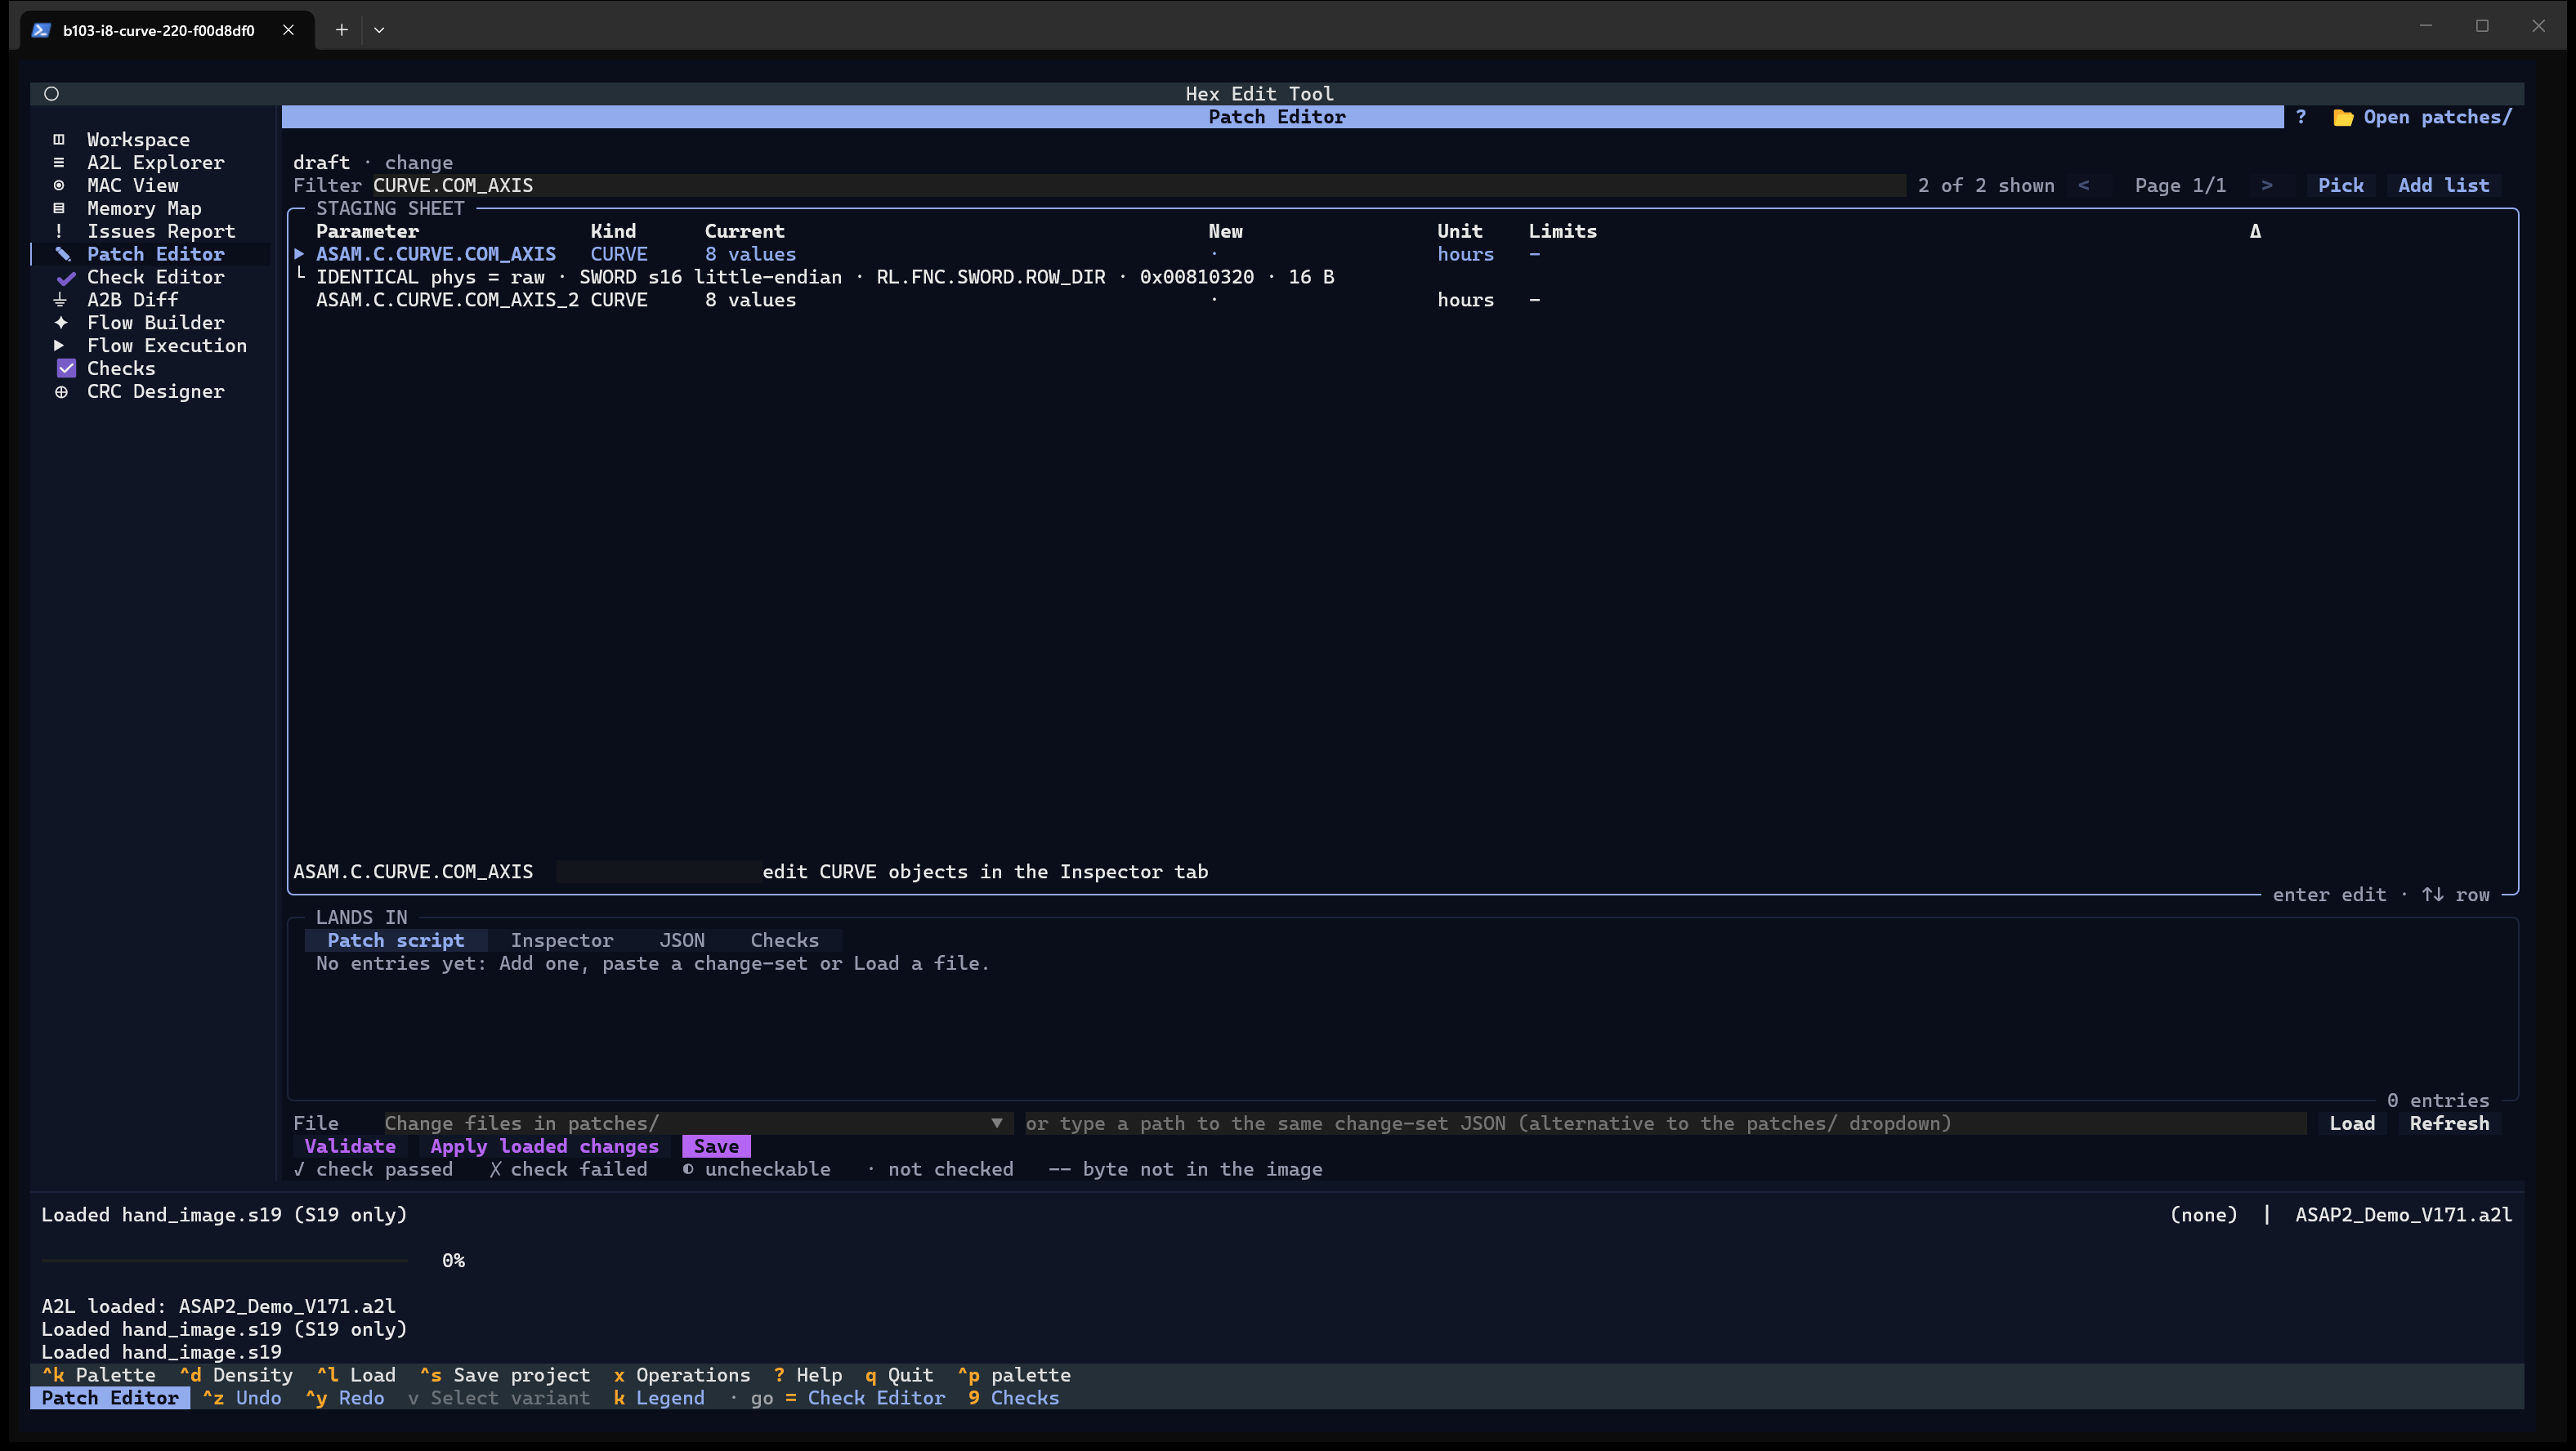 b103-i8-curve-220-f00d8df0
Hex Edit Tool
Patch Editor ? Open patches/
Workspace
A2L Explorer
MAC View
Memory Map
! Issues Report
Patch Editor
Check Editor
A2B Diff
Flow Builder
Flow Execution
Checks
CRC Designer
draft · change
Filter CURVE.COM_AXIS 2 of 2 shown < Page 1/1 > Pick Add list
STAGING SHEET
Parameter Kind Current New Unit Limits Δ
▶ ASAM.C.CURVE.COM_AXIS CURVE 8 values · hours —
└ IDENTICAL phys = raw · SWORD s16 little-endian · RL.FNC.SWORD.ROW_DIR · 0x00810320 · 16 B
ASAM.C.CURVE.COM_AXIS_2 CURVE 8 values · hours —
ASAM.C.CURVE.COM_AXIS edit CURVE objects in the Inspector tab
enter edit · ↑↓ row
LANDS IN
Patch script Inspector JSON Checks
No entries yet: Add one, paste a change-set or Load a file.
0 entries
File Change files in patches/ ▼ or type a path to the same change-set JSON (alternative to the patches/ dropdown) Load Refresh
Validate Apply loaded changes Save
✓ check passed ✗ check failed ◐ uncheckable · not checked -- byte not in the image
Loaded hand_image.s19 (S19 only) (none) | ASAP2_Demo_V171.a2l
0%
A2L loaded: ASAP2_Demo_V171.a2l
Loaded hand_image.s19 (S19 only)
Loaded hand_image.s19
^k Palette ^d Density ^l Load ^s Save project x Operations ? Help q Quit ^p palette
Patch Editor ^z Undo ^y Redo v Select variant k Legend · go = Check Editor 9 Checks